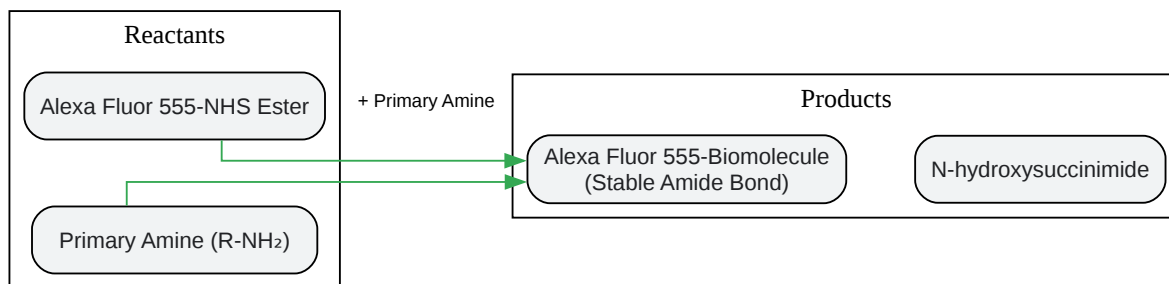 Reactants
Alexa Fluor 555-NHS Ester
Primary Amine (R-NH₂)
+ Primary Amine
Products
Alexa Fluor 555-Biomolecule
(Stable Amide Bond)
N-hydroxysuccinimide